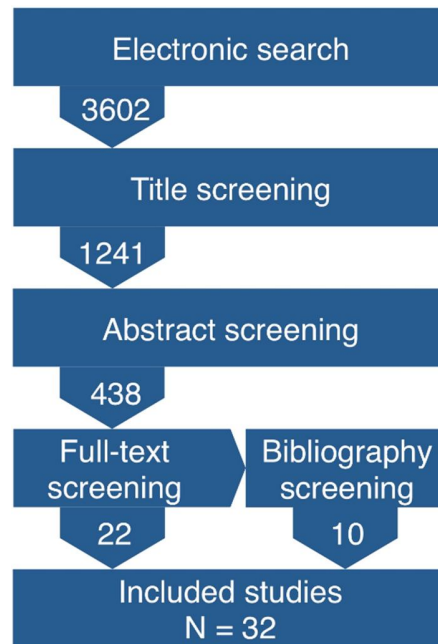 Electronic search
3602
Title screening
1241
Abstract screening
438
Full-text
screening
22
Bibliography
screening
10
Included studies
N = 32